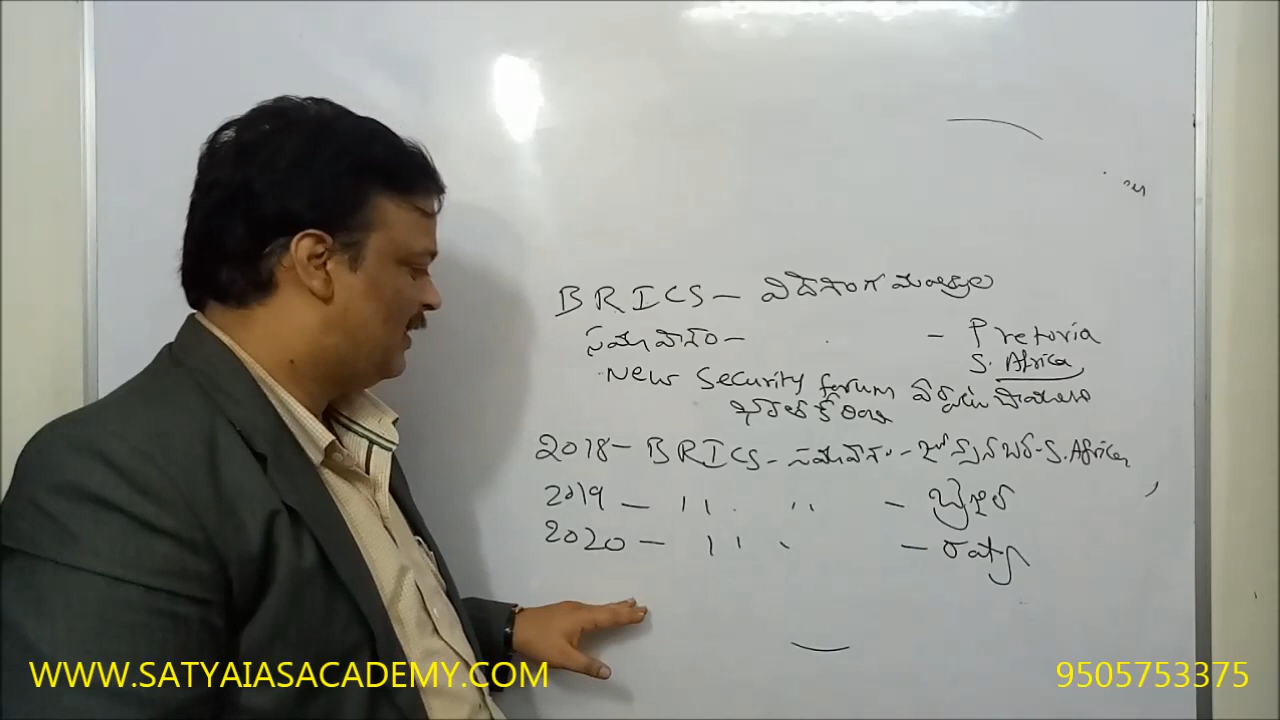 BRICS - విదేశాంగ మంత్రుల
సమావేశం - - Pretoria
S. Africa
New Security forum ఏర్పాటు చేయాలని
2018 - BRICS - సమావేశం - జోహన్స్ బర్గ్ - S. Africa
2019 - " " - బ్రెజిల్
2020 - " " - రష్యా
WWW.SATYAIASACADEMY.COM
9505753375